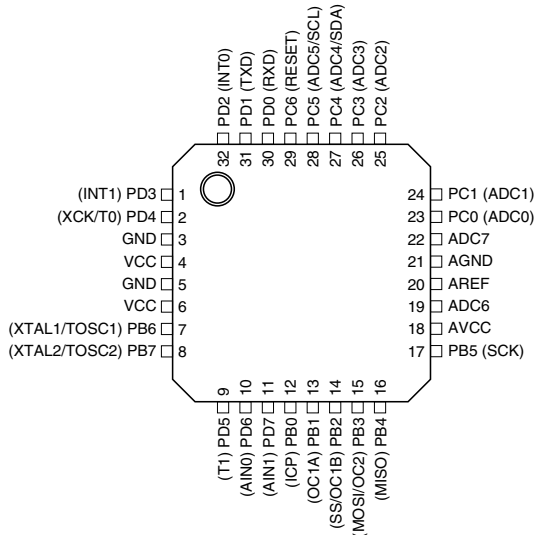 PD2 (INT0)
PD1 (TXD)
PD0 (RXD)
PC6 (RESET)
PC5 (ADC5/SCL)
PC4 (ADC4/SDA)
PC3 (ADC3)
PC2 (ADC2)
32
31
30
29
28
27
26
25
(INT1) PD3 1
(XCK/T0) PD4 2
GND 3
VCC 4
GND 5
VCC 6
(XTAL1/TOSC1) PB6 7
(XTAL2/TOSC2) PB7 8
24 PC1 (ADC1)
23 PC0 (ADC0)
22 ADC7
21 AGND
20 AREF
19 ADC6
18 AVCC
17 PB5 (SCK)
9
10
11
12
13
14
15
16
(T1) PD5
(AIN0) PD6
(AIN1) PD7
(ICP) PB0
(OC1A) PB1
(SS/OC1B) PB2
(MOSI/OC2) PB3
(MISO) PB4